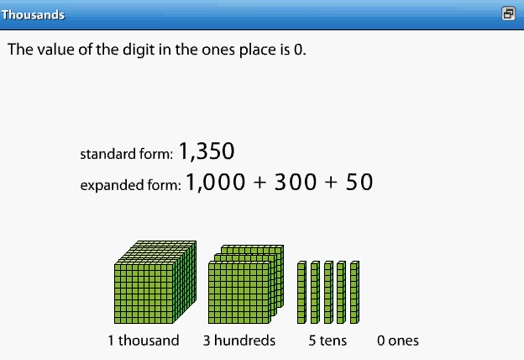 Thousands
The value of the digit in the ones place is 0.
standard form: 1,350
expanded form: 1,000 + 300 + 50
1 thousand 3 hundreds 5 tens 0 ones